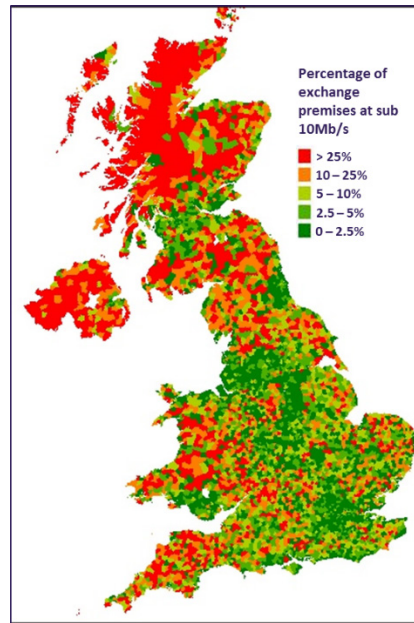 Percentage of
exchange
premises at sub
10Mb/s
> 25%
10 – 25%
5 – 10%
2.5 – 5%
0 – 2.5%